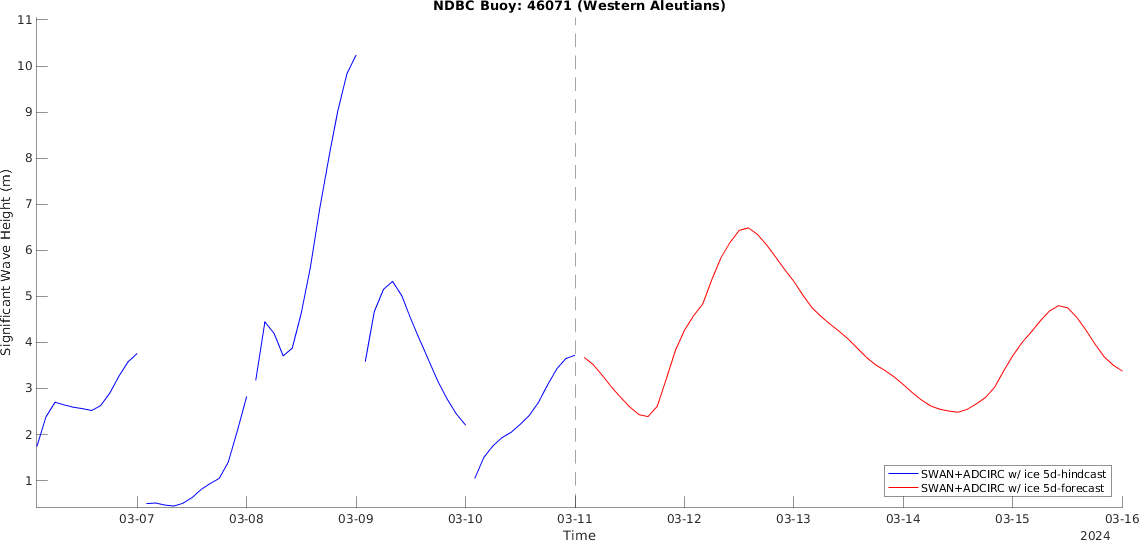 NDBC Buoy: 46071 (Western Aleutians)
11
10
9
8
7
6
5
4
3
2
1
Significant Wave Height (m)
SWAN+ADCIRC w/ ice 5d-hindcast
SWAN+ADCIRC w/ ice 5d-forecast
03-07 03-08 03-09 03-10 03-11 03-12 03-13 03-14 03-15 03-16
Time
2024